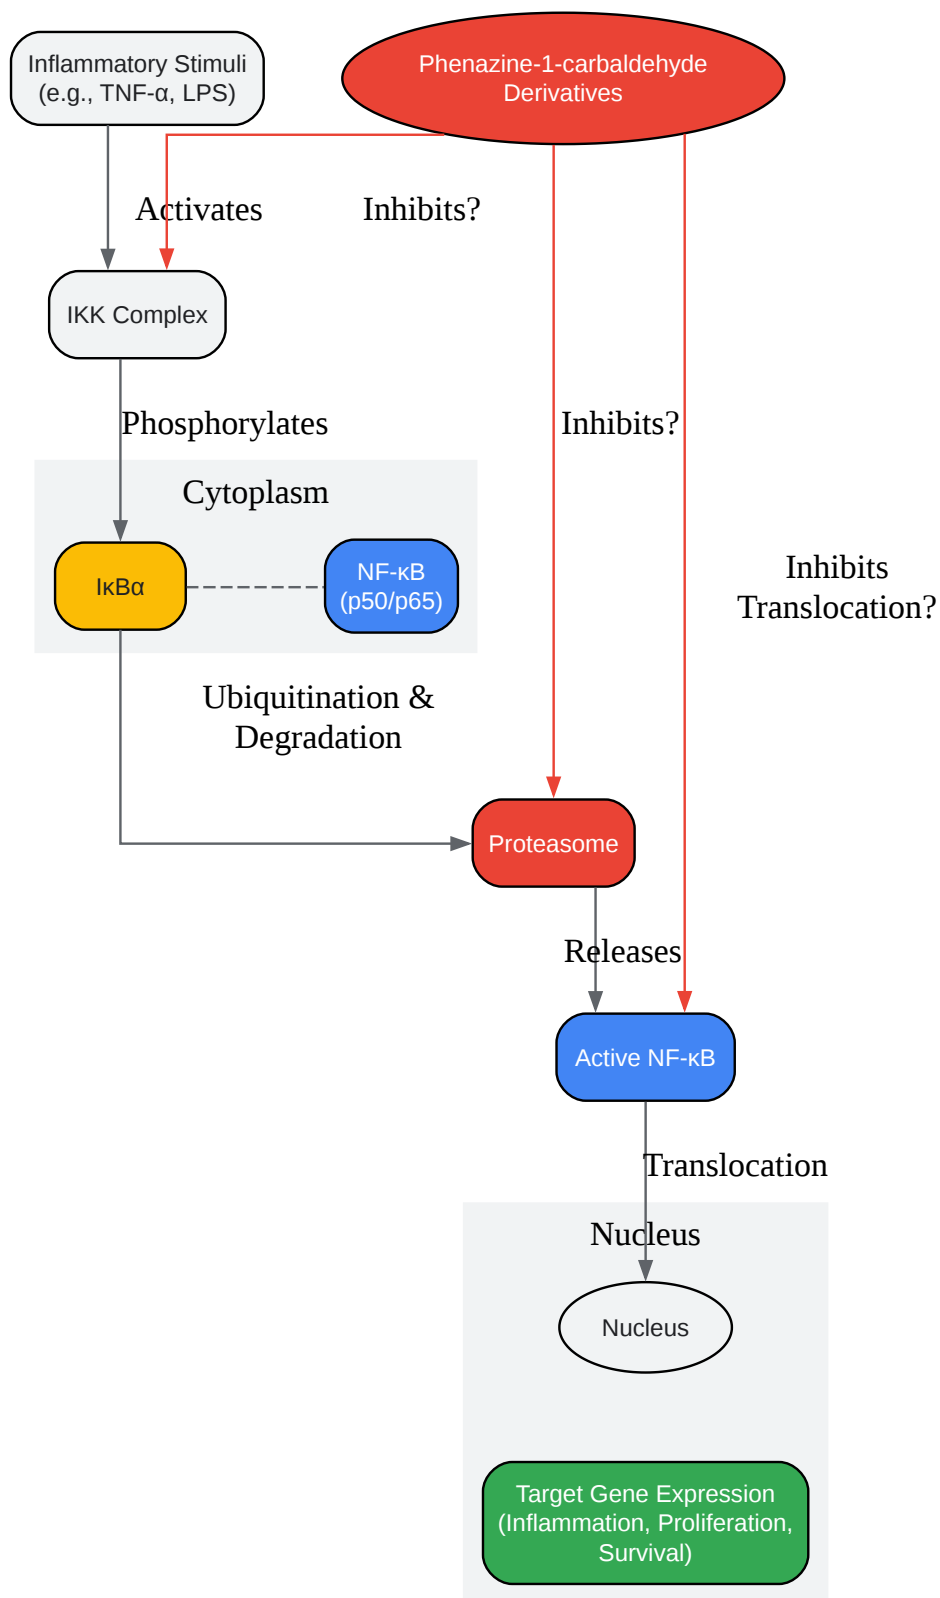 Inflammatory Stimuli
(e.g., TNF-α, LPS)
Phenazine-1-carbaldehyde
Derivatives
Activates
Inhibits?
IKK Complex
Phosphorylates
Inhibits?
Cytoplasm
IκBα
NF-κB
(p50/p65)
Inhibits
Translocation?
Ubiquitination &
Degradation
Proteasome
Releases
Active NF-κB
Translocation
Nucleus
Nucleus
Target Gene Expression
(Inflammation, Proliferation,
Survival)